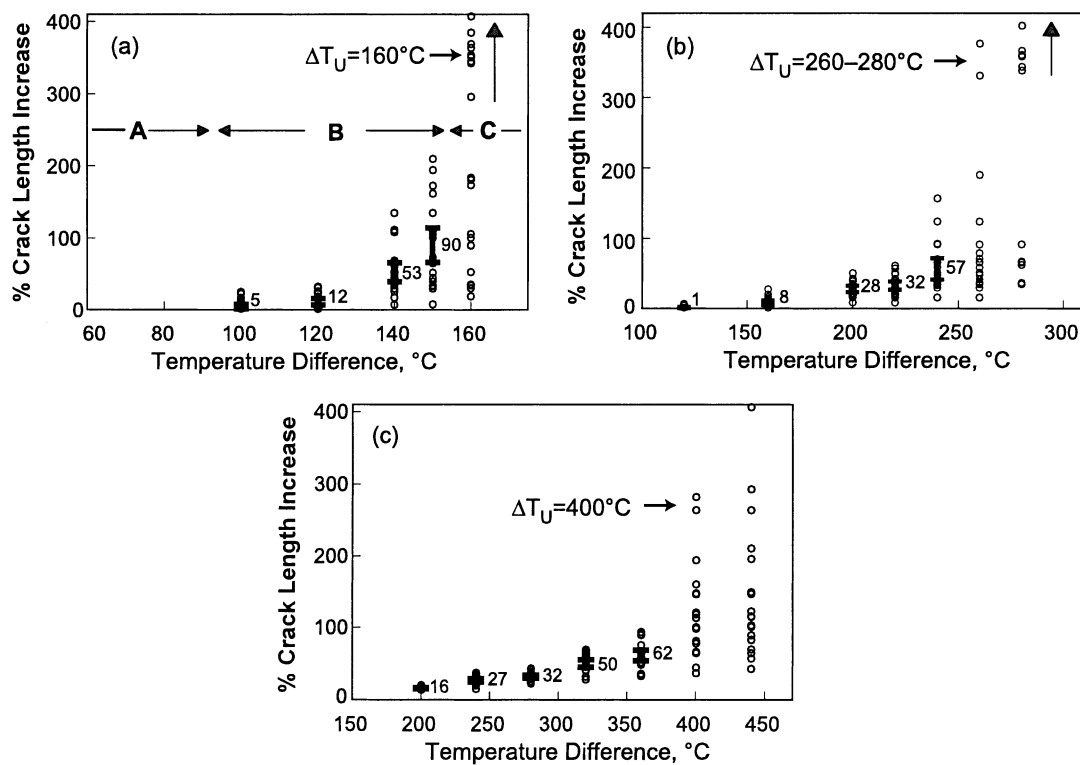 (a)
% Crack Length Increase
400
300
200
100
0
ΔT_U=160°C
A B C
5
12
53
90
60 80 100 120 140 160
Temperature Difference, °C
(b)
% Crack Length Increase
400
300
200
100
0
ΔT_U=260–280°C
1
8
28
32
57
100 150 200 250 300
Temperature Difference, °C
(c)
% Crack Length Increase
400
300
200
100
0
ΔT_U=400°C
16
27
32
50
62
150 200 250 300 350 400 450
Temperature Difference, °C